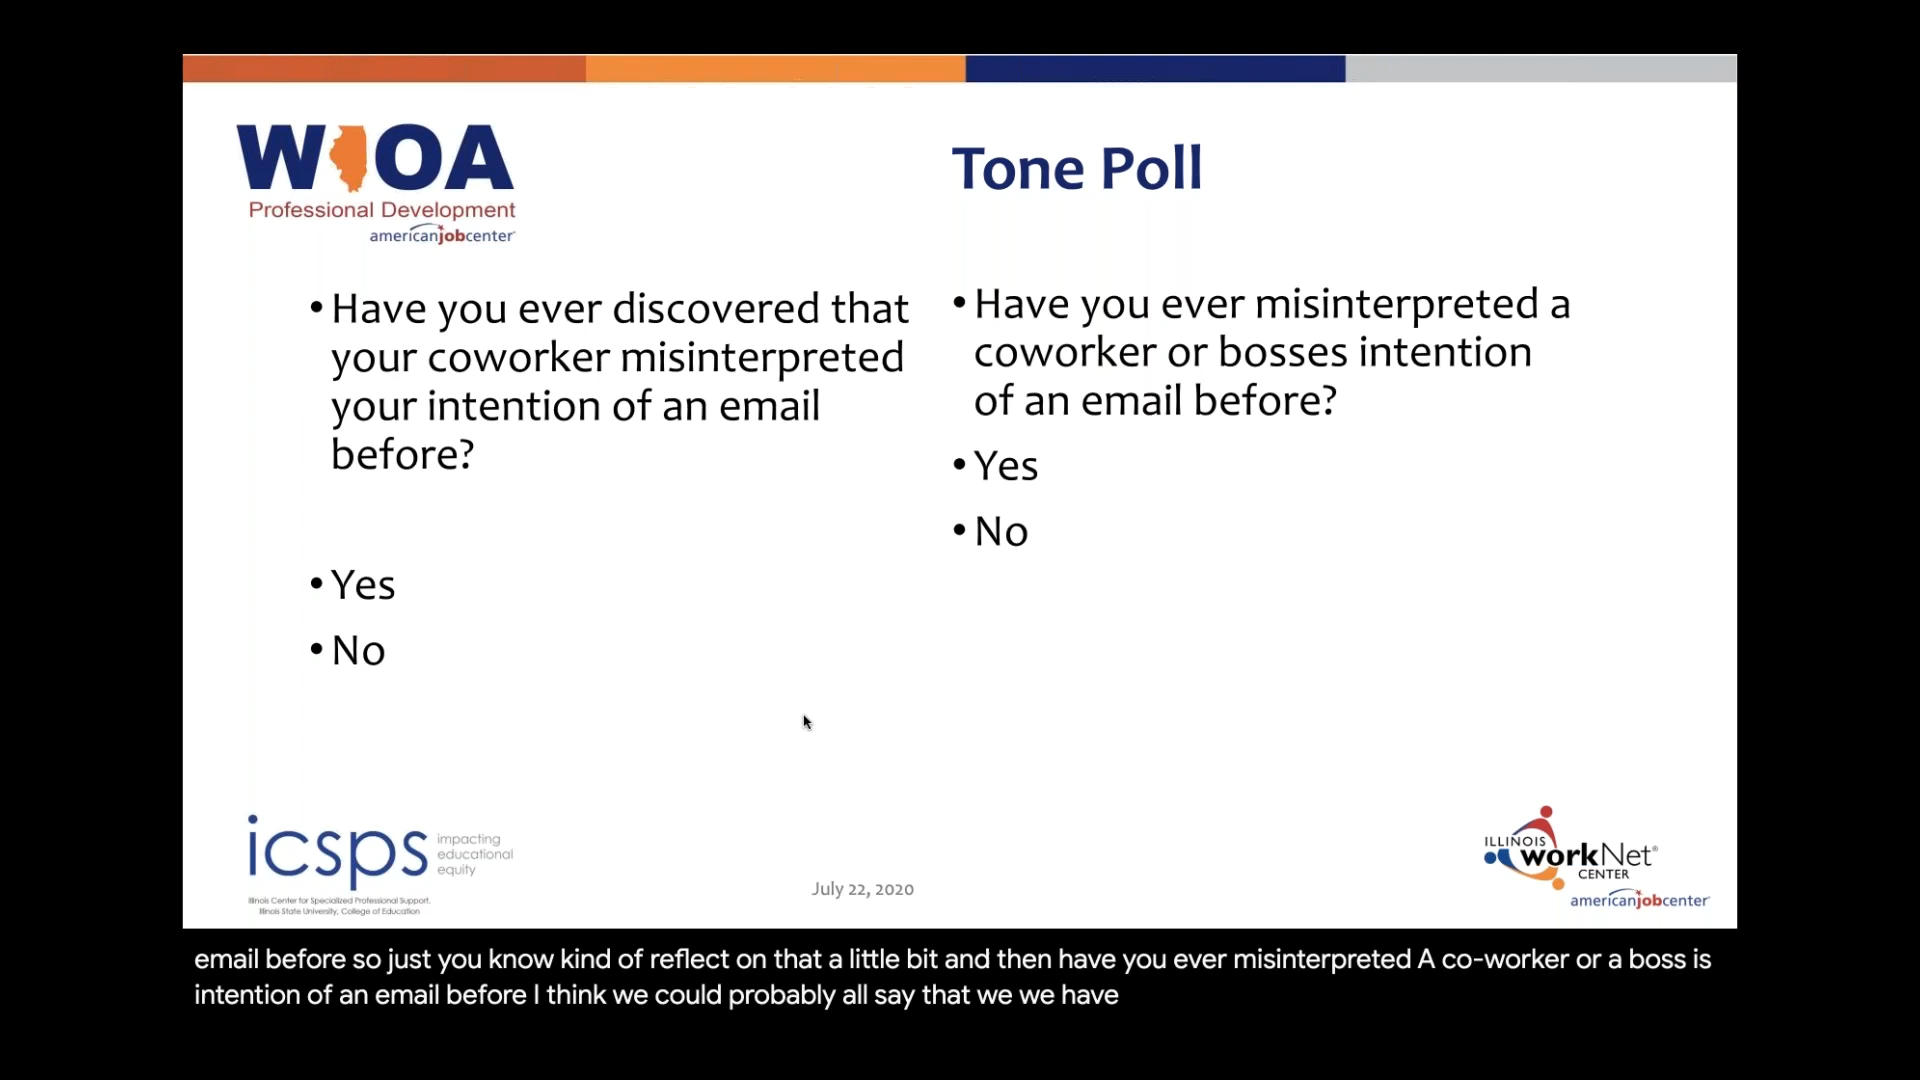 WIOA
Professional Development
americanjobcenter
Tone Poll
• Have you ever discovered that
your coworker misinterpreted
your intention of an email
before?
• Yes
• No
• Have you ever misinterpreted a
coworker or bosses intention
of an email before?
• Yes
• No
icsps
impacting
educational
equity
Illinois Center for Specialized Professional Support.
Illinois State University, College of Education
July 22, 2020
ILLINOIS
workNet®
CENTER
americanjobcenter
email before so just you know kind of reflect on that a little bit and then have you ever misinterpreted A co-worker or a boss is
intention of an email before I think we could probably all say that we we have